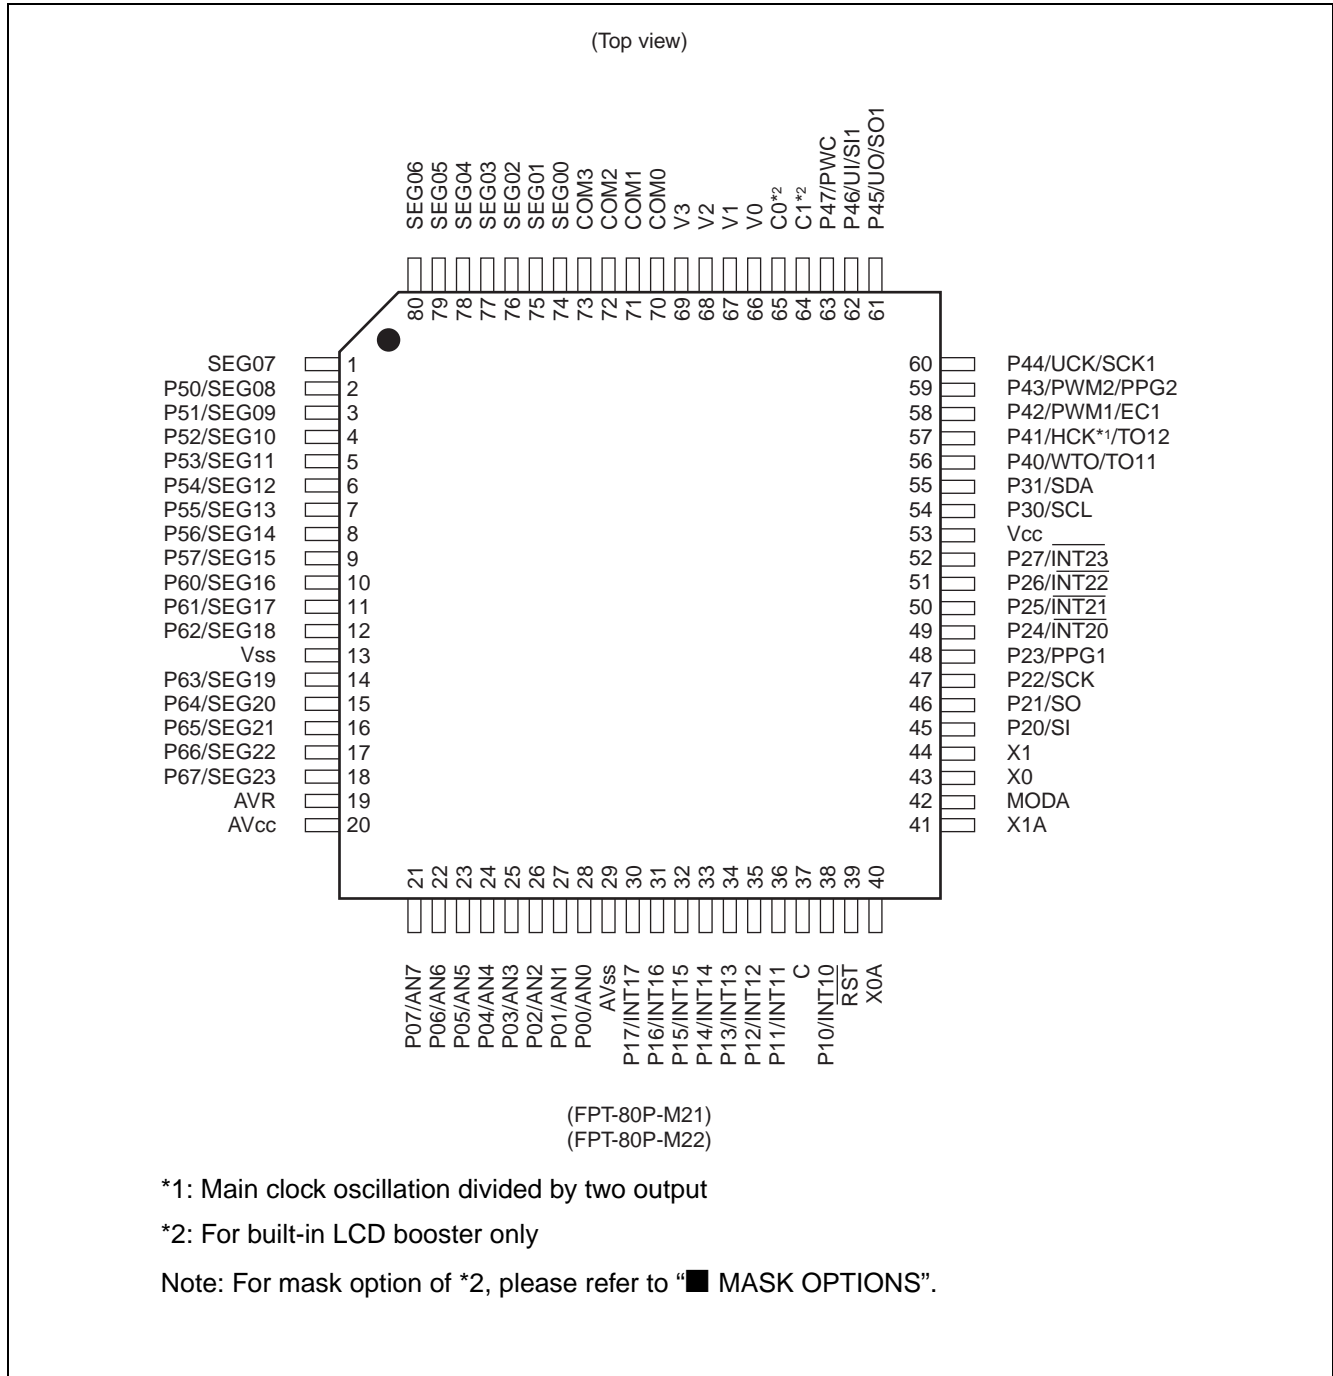 (Top view)
SEG06
SEG05
SEG04
SEG03
SEG02
SEG01
SEG00
COM3
COM2
COM1
COM0
V3
V2
V1
V0
C0*2
C1*2
P47/PWC
P46/UI/SI1
P45/UO/SO1
80
79
78
77
76
75
74
73
72
71
70
69
68
67
66
65
64
63
62
61
SEG07 1
P50/SEG08 2
P51/SEG09 3
P52/SEG10 4
P53/SEG11 5
P54/SEG12 6
P55/SEG13 7
P56/SEG14 8
P57/SEG15 9
P60/SEG16 10
P61/SEG17 11
P62/SEG18 12
Vss 13
P63/SEG19 14
P64/SEG20 15
P65/SEG21 16
P66/SEG22 17
P67/SEG23 18
AVR 19
AVcc 20
60 P44/UCK/SCK1
59 P43/PWM2/PPG2
58 P42/PWM1/EC1
57 P41/HCK*1/TO12
56 P40/WTO/TO11
55 P31/SDA
54 P30/SCL
53 Vcc
52 P27/INT23
51 P26/INT22
50 P25/INT21
49 P24/INT20
48 P23/PPG1
47 P22/SCK
46 P21/SO
45 P20/SI
44 X1
43 X0
42 MODA
41 X1A
21
22
23
24
25
26
27
28
29
30
31
32
33
34
35
36
37
38
39
40
P07/AN7
P06/AN6
P05/AN5
P04/AN4
P03/AN3
P02/AN2
P01/AN1
P00/AN0
AVss
P17/INT17
P16/INT16
P15/INT15
P14/INT14
P13/INT13
P12/INT12
P11/INT11
C
P10/INT10
RST
X0A
(FPT-80P-M21)
(FPT-80P-M22)
*1: Main clock oscillation divided by two output
*2: For built-in LCD booster only
Note: For mask option of *2, please refer to “■ MASK OPTIONS”.